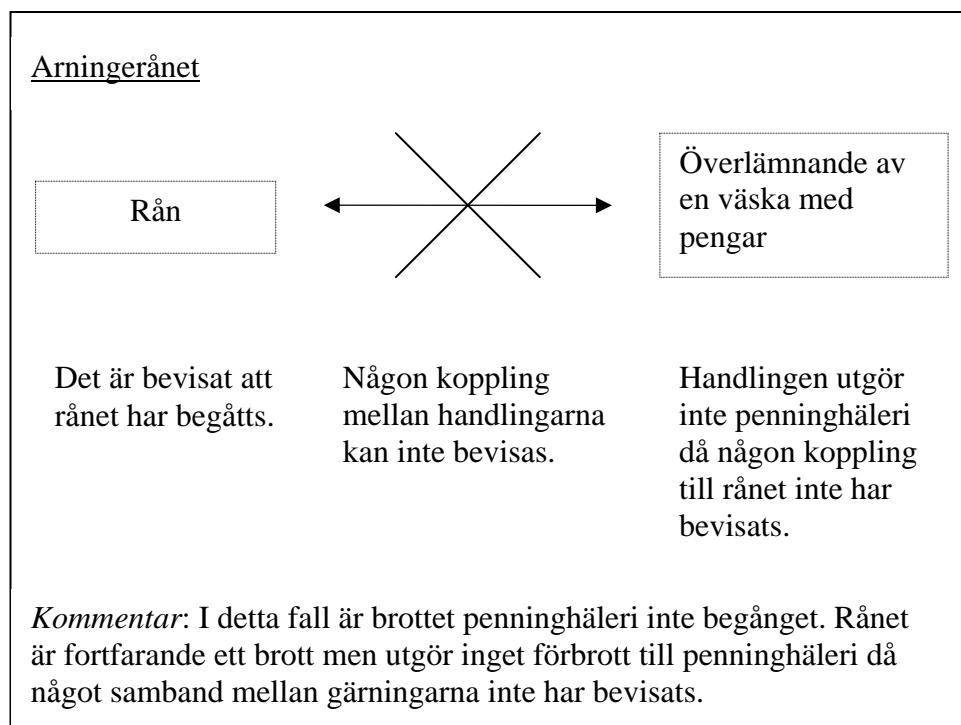 Arningerånet
Rån
Överlämnande av
en väska med
pengar
Det är bevisat att
rånet har begåtts.
Någon koppling
mellan handlingarna
kan inte bevisas.
Handlingen utgör
inte penninghäleri
då någon koppling
till rånet inte har
bevisats.
Kommentar: I detta fall är brottet penninghäleri inte begånget. Rånet
är fortfarande ett brott men utgör inget förbrott till penninghäleri då
något samband mellan gärningarna inte har bevisats.